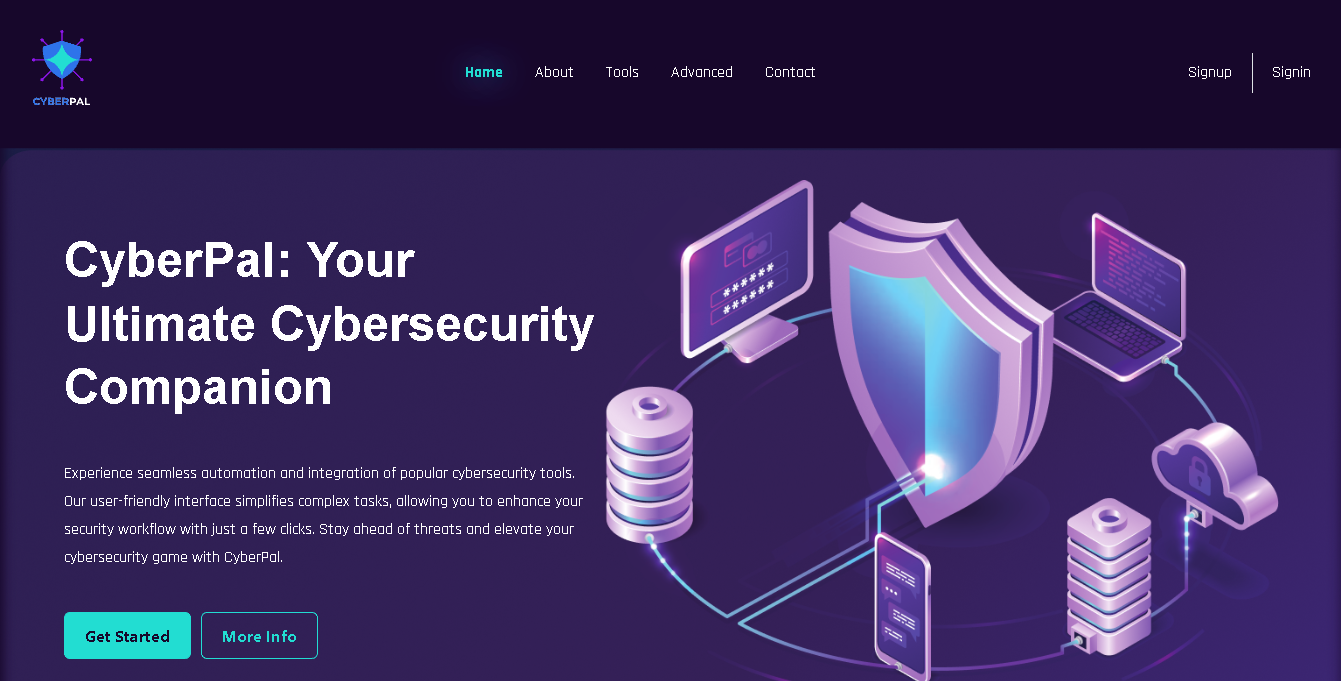 CYBERPAL
Home
About
Tools
Advanced
Contact
Signup
Signin
CyberPal: Your
Ultimate Cybersecurity
Companion
Experience seamless automation and integration of popular cybersecurity tools.
Our user-friendly interface simplifies complex tasks, allowing you to enhance your
security workflow with just a few clicks. Stay ahead of threats and elevate your
cybersecurity game with CyberPal.
Get Started
More Info
******
******